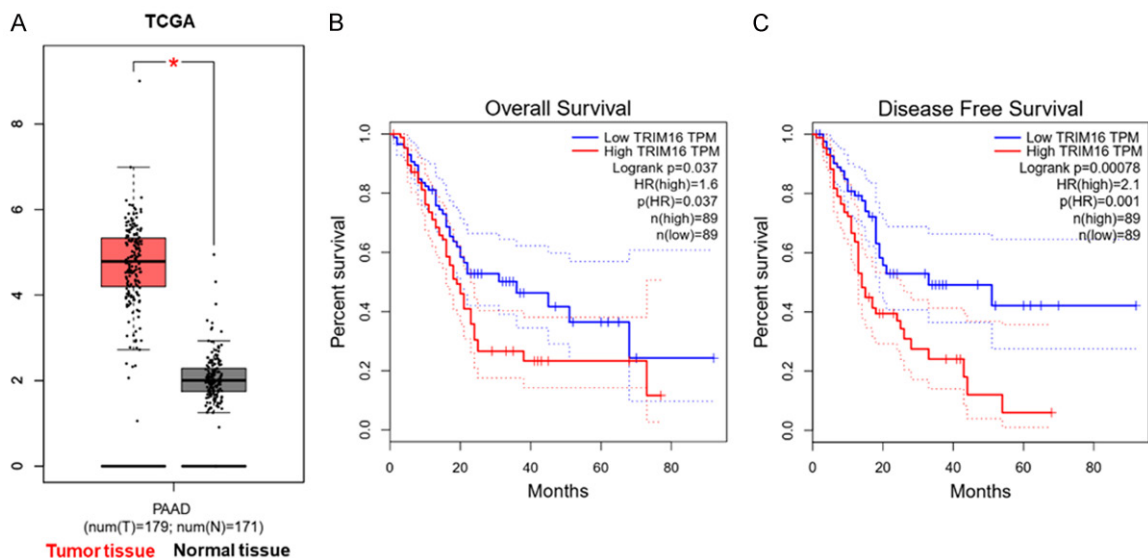 A
TCGA
*
8
6
4
2
0
PAAD
(num(T)=179; num(N)=171)
Tumor tissue Normal tissue
B
Overall Survival
Low TRIM16 TPM
High TRIM16 TPM
Logrank p=0.037
HR(high)=1.6
p(HR)=0.037
n(high)=89
n(low)=89
Percent survival
1.0
0.8
0.6
0.4
0.2
0.0
0 20 40 60 80
Months
C
Disease Free Survival
Low TRIM16 TPM
High TRIM16 TPM
Logrank p=0.00078
HR(high)=2.1
p(HR)=0.001
n(high)=89
n(low)=89
Percent survival
1.0
0.8
0.6
0.4
0.2
0.0
0 20 40 60 80
Months